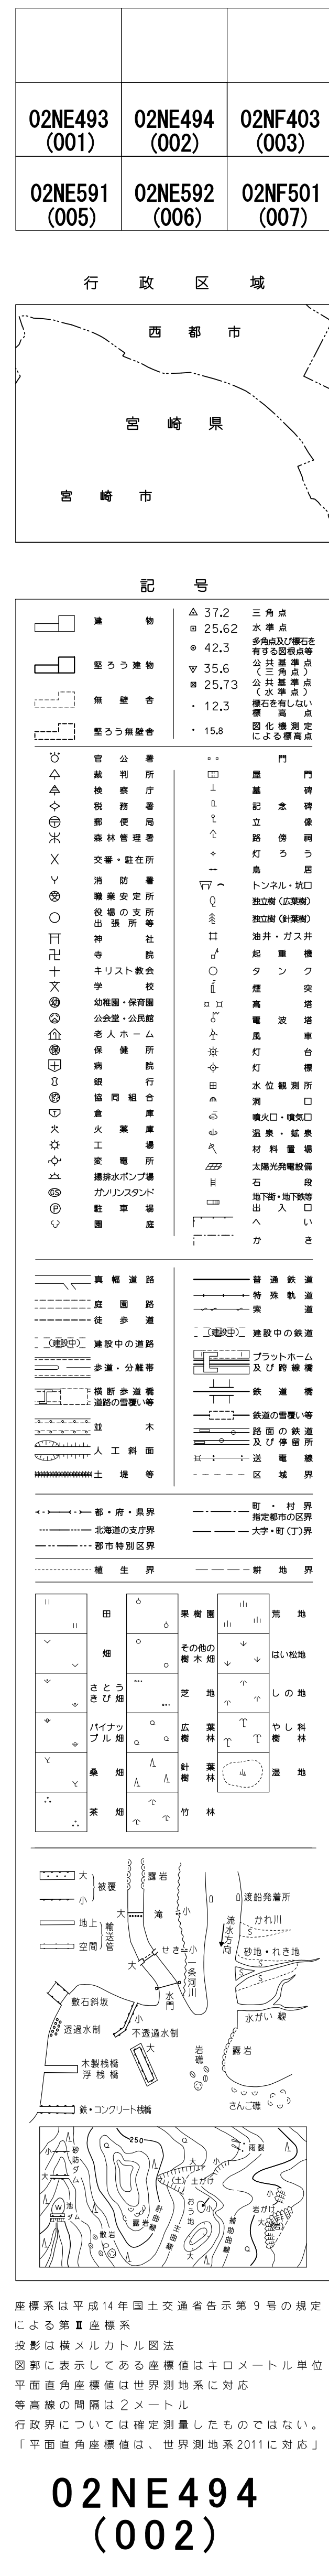 02NE493 02NE494 02NF403
(001) (002) (003)
02NE591 02NE592 02NF501
(005) (006) (007)
行政区域
西都市
宮崎県
宮崎市
記号
建物
堅ろう建物
無壁舎
堅ろう無壁舎
37.2 三角点
25.62 水準点
42.3 多角点及び標石を
有する図根点等
35.6 公共基準点
(三角点)
25.73 公共基準点
(水準点)
12.3 標石を有しない
標高点
15.8 図化機測定
による標高点
官公署
裁判所
検察庁
税務署
郵便局
森林管理署
交番・駐在所
消防署
職業安定所
役場の支所
出張所等
神社
寺院
キリスト教会
学校
幼稚園・保育園
公会堂・公民館
老人ホーム
保健所
病院
銀行
協同組合
倉庫
火薬庫
工場
変電所
揚排水ポンプ場
GS ガソリンスタンド
P 駐車場
園庭
門
屋門
墓碑
記念碑
立像
路傍祠
灯ろう
鳥居
トンネル・坑口
独立樹(広葉樹)
独立樹(針葉樹)
油井・ガス井
起重機
タンク
煙突
高塔
電波塔
風車
灯台
灯標
水位観測所
洞口
噴火口・噴気口
温泉・鉱泉
材料置場
太陽光発電設備
石段
地下街・地下鉄等
出入口
へい
かき
真幅道路
庭園路
徒歩道
(建設中) 建設中の道路
歩道・分離帯
横断歩道橋
道路の雪覆い等
並木
人工斜面
土堤等
普通鉄道
特殊軌道
索道
(建設中) 建設中の鉄道
プラットホーム
及び跨線橋
鉄道橋
鉄道の雪覆い等
路面の鉄道
及び停留所
送電線
区域界
都・府・県界
北海道の支庁界
郡市特別区界
町・村界
指定都市の区界
大字・町(丁)界
植生界
耕地界
田
畑
さとう
きび畑
パイナッ
プル畑
桑畑
茶畑
果樹園
その他の
樹木畑
芝地
広葉
樹林
針葉
樹林
竹林
荒地
はい松地
しの地
やし科
樹林
湿地
大
小
被覆
地上
空間
輸送管
露岩
大 滝 小
大 せき 小
水門
一条河川
渡船発着所
流水方向
かれ川
砂地・れき地
水がい線
敷石斜坂
透過水制
小
不透過水制
大
木製桟橋
浮桟橋
鉄・コンクリート桟橋
岩礁
露岩
さんご礁
250
小
砂防ダム
大
W 池
ダム
散岩
露岩
計曲線
主曲線
補助曲線
(土)
土がけ
大 小
おう地
小
雨裂
岩がけ
小
大
座標系は平成14年国土交通省告示第9号の規定
による第Ⅱ座標系
投影は横メルカトル図法
図郭に表示してある座標値はキロメートル単位
平面直角座標値は世界測地系に対応
等高線の間隔は2メートル
行政界については確定測量したものではない。
「平面直角座標値は、世界測地系2011に対応」
02NE494
(002)